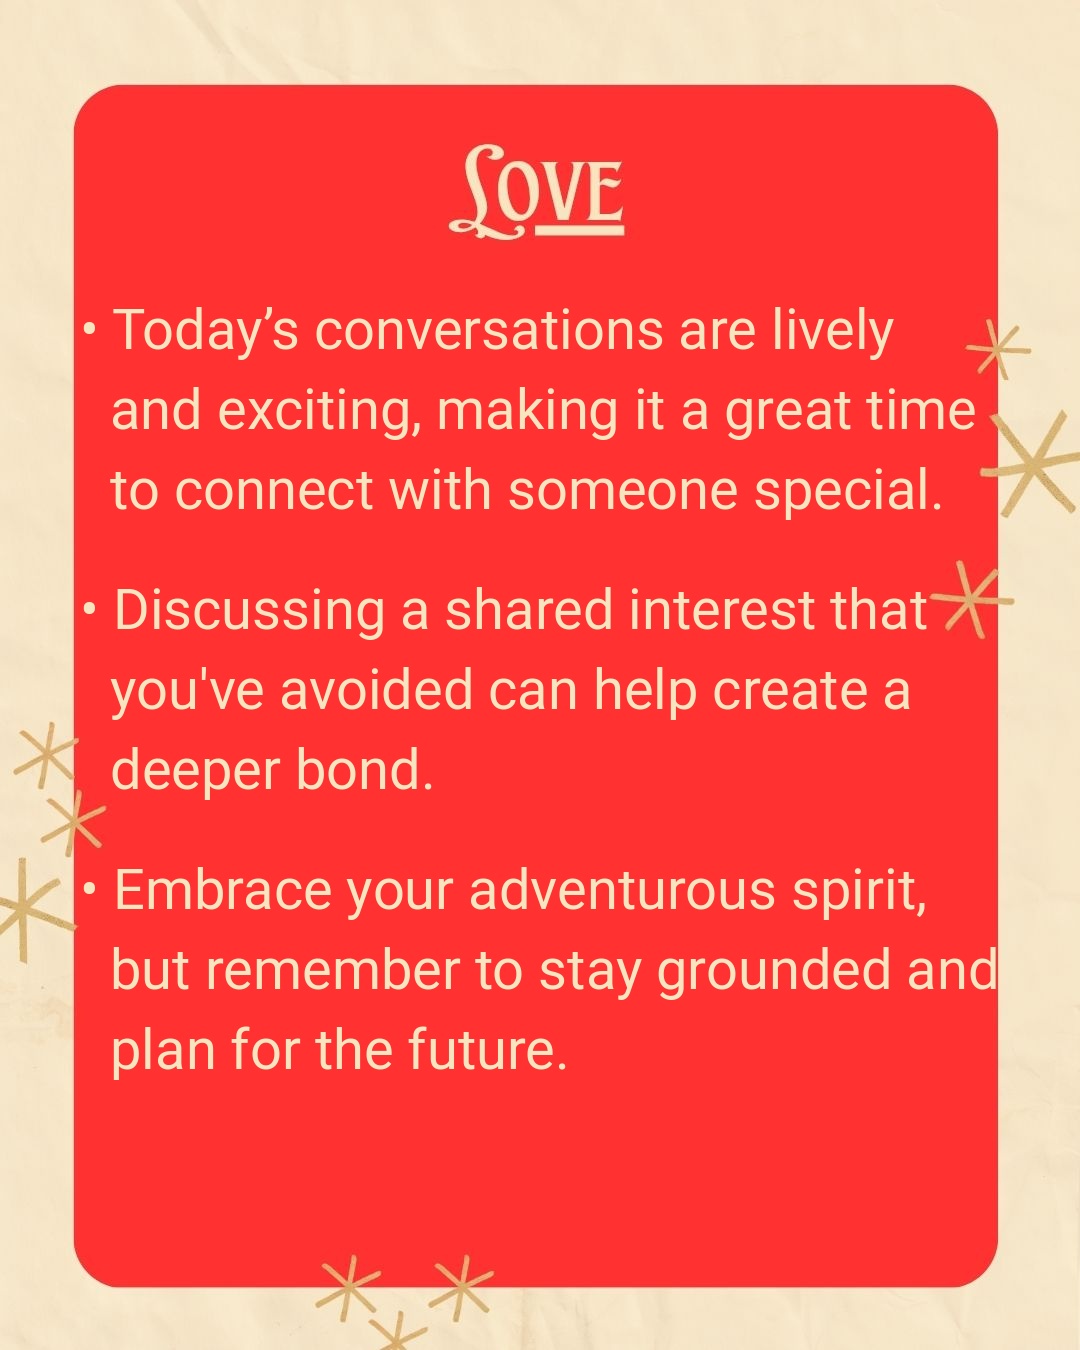 Love
• Today’s conversations are lively
and exciting, making it a great time
to connect with someone special.
• Discussing a shared interest that
you've avoided can help create a
deeper bond.
• Embrace your adventurous spirit,
but remember to stay grounded and
plan for the future.